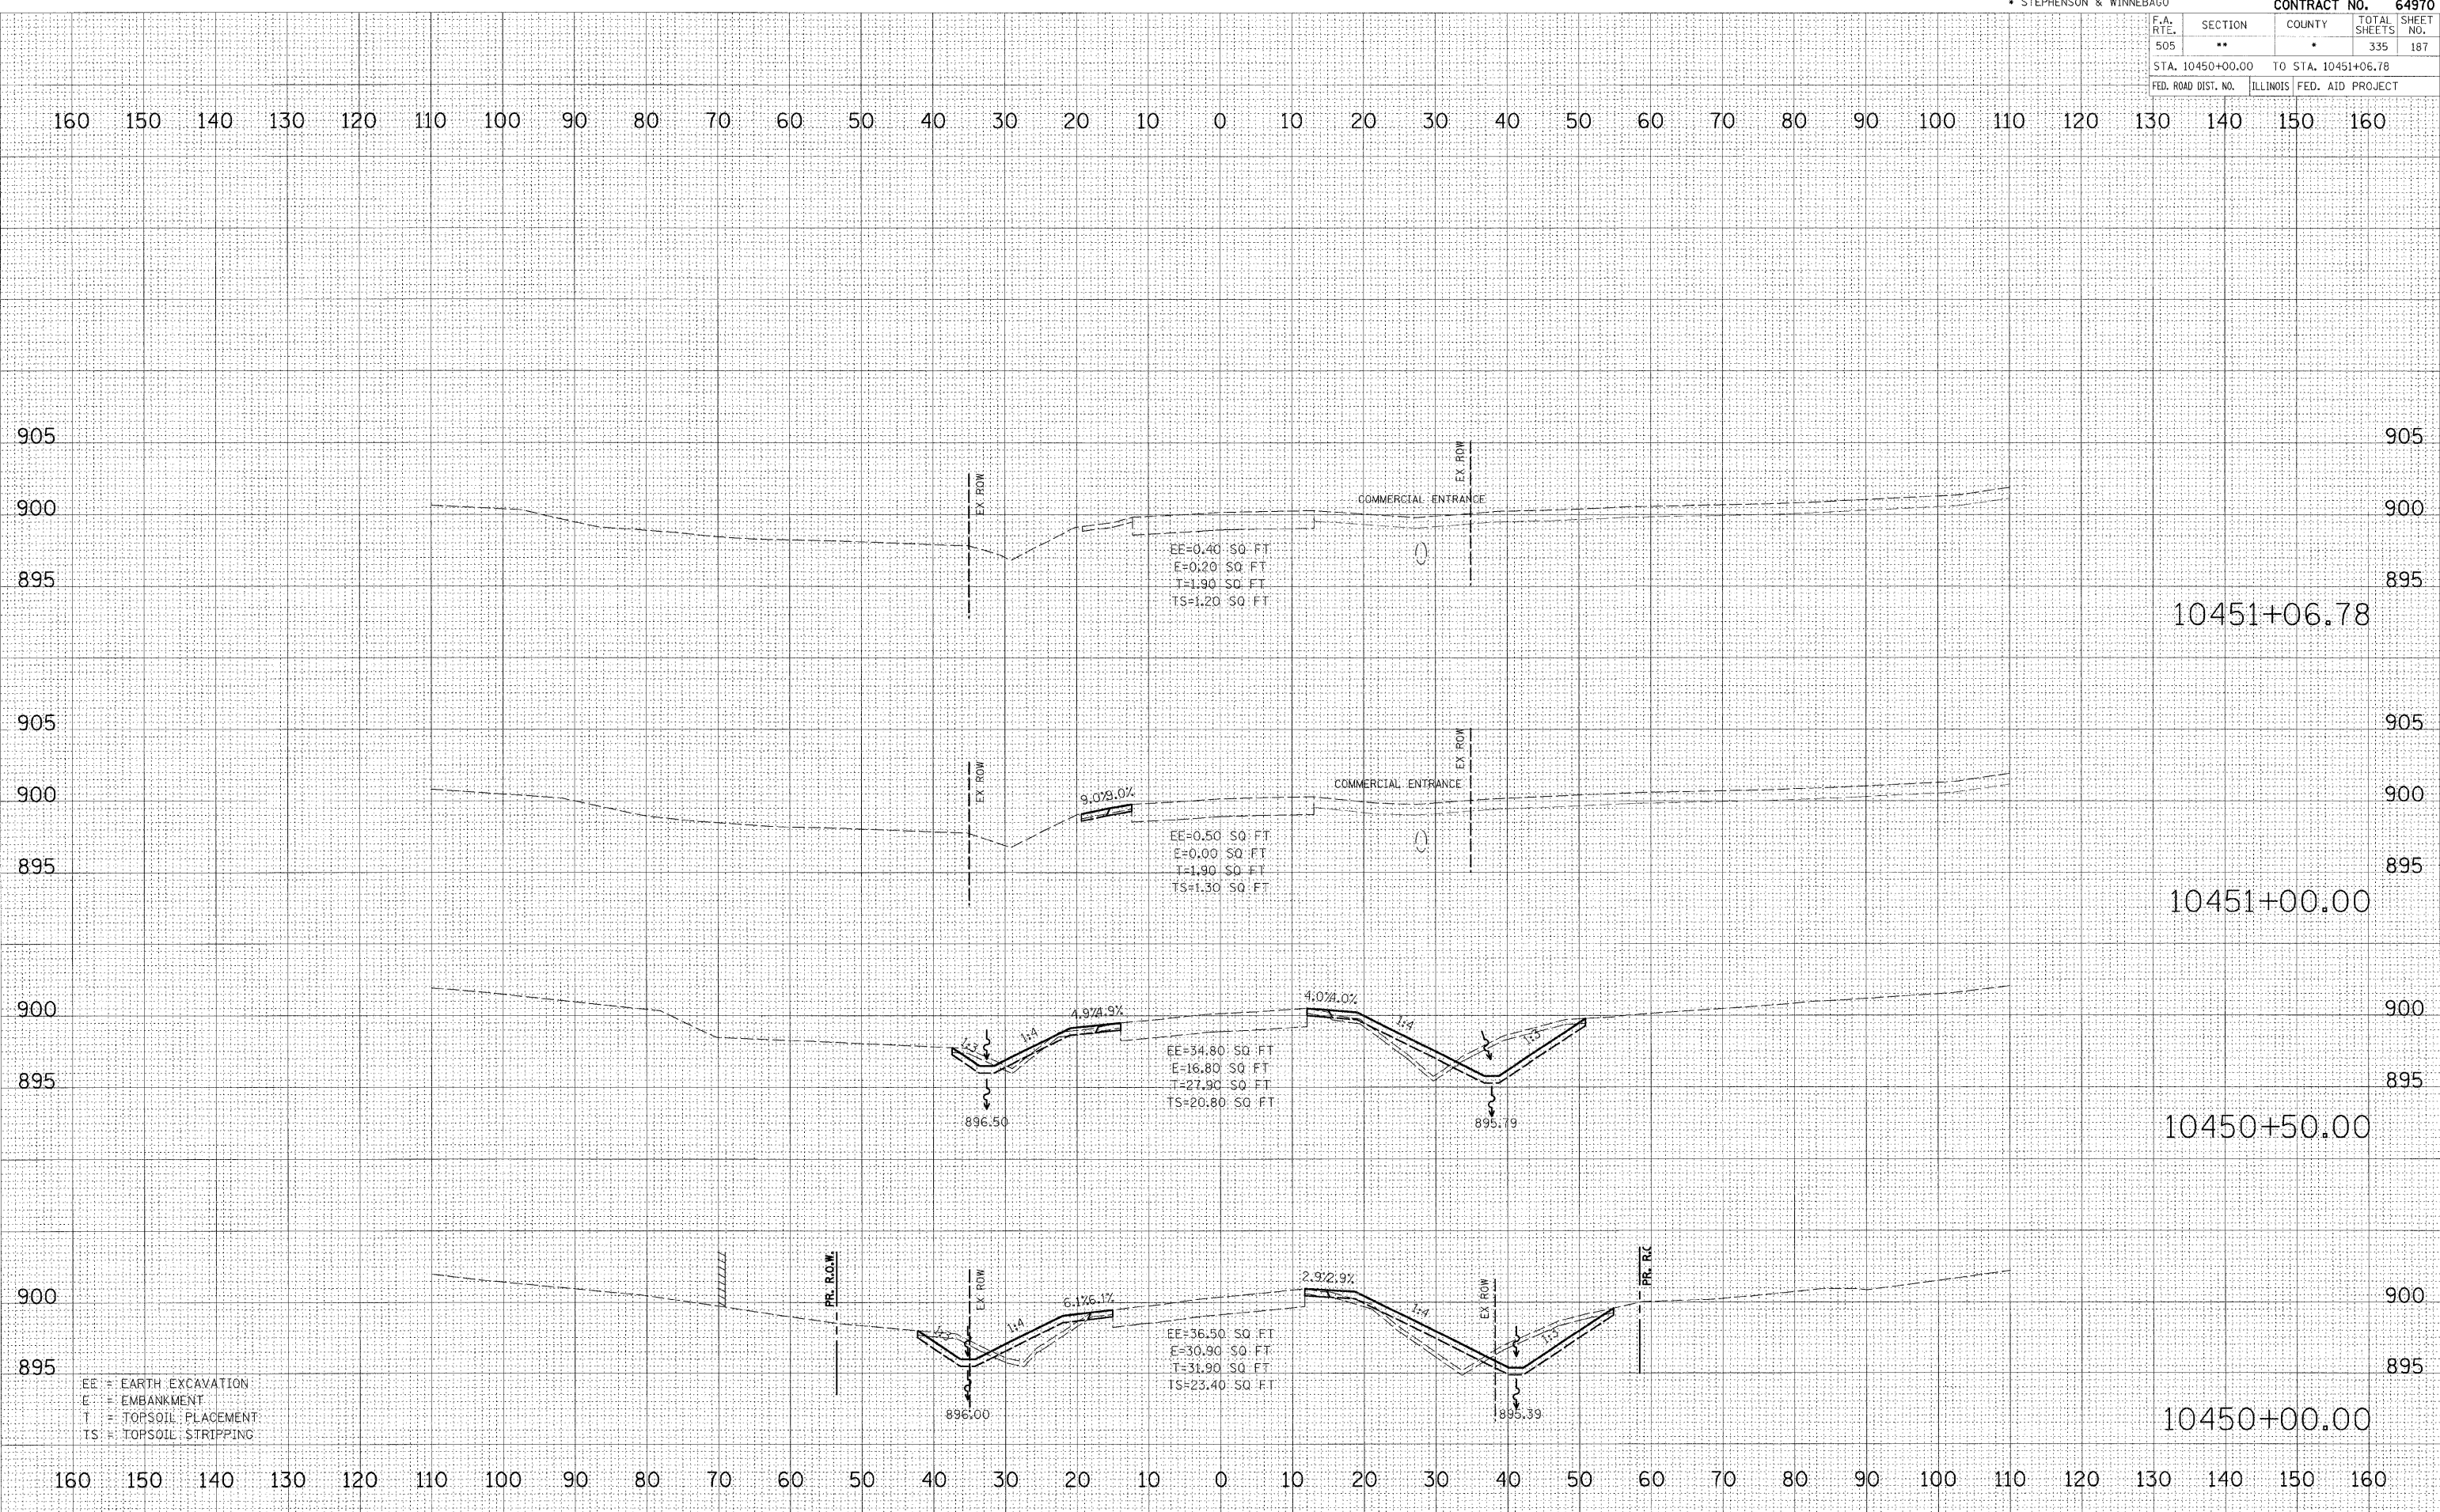 * STEPHENSON & WINNEBAGO
CONTRACT NO. 64970
F.A. RTE. SECTION COUNTY TOTAL SHEETS SHEET NO.
505 ** * 335 187
STA. 10450+00.00 TO STA. 10451+06.78
FED. ROAD DIST. NO. ILLINOIS FED. AID PROJECT
160 150 140 130 120 110 100 90 80 70 60 50 40 30 20 10 0 10 20 30 40 50 60 70 80 90 100 110 120 130 140 150 160
905 905
EX ROW EX ROW
COMMERCIAL ENTRANCE
900 900
EE=0.40 SQ FT
E=0.20 SQ FT
T=1.90 SQ FT
TS=1.20 SQ FT
895 895
10451+06.78
905 905
EX ROW EX ROW
COMMERCIAL ENTRANCE
900 9.0% 9.0% 900
EE=0.50 SQ FT
E=0.00 SQ FT
T=1.90 SQ FT
TS=1.30 SQ FT
895 895
10451+00.00
4.0% 4.0%
900 4.9% 4.9% 900
1:3 1:4 1:4 1:3
EE=34.80 SQ FT
E=16.80 SQ FT
T=27.90 SQ FT
TS=20.80 SQ FT
895 895
896.50 895.79
10450+50.00
PR. R.O.W. EX ROW EX ROW PR. R.O
2.9% 2.9%
900 6.1% 6.1% 900
1:3 1:4 1:4 1:3
EE=36.50 SQ FT
E=30.90 SQ FT
T=31.90 SQ FT
TS=23.40 SQ FT
895 895
896.00 895.39
10450+00.00
EE = EARTH EXCAVATION
E = EMBANKMENT
T = TOPSOIL PLACEMENT
TS = TOPSOIL STRIPPING
160 150 140 130 120 110 100 90 80 70 60 50 40 30 20 10 0 10 20 30 40 50 60 70 80 90 100 110 120 130 140 150 160